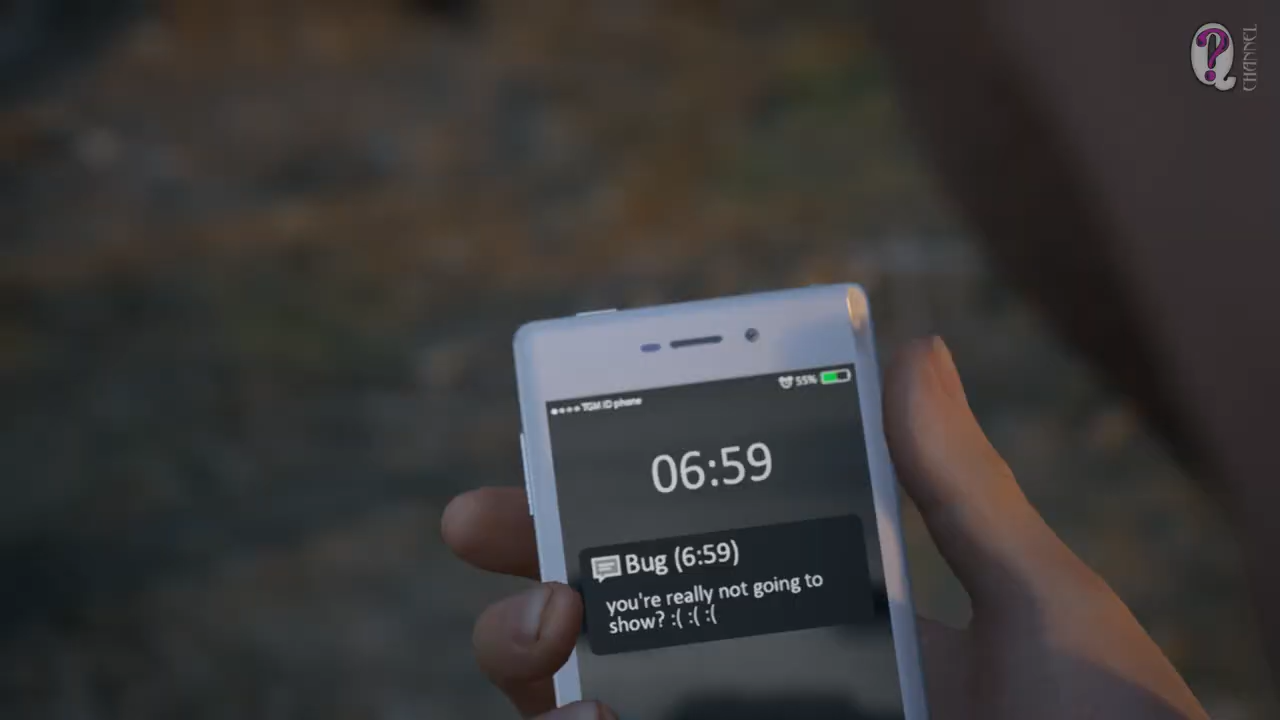 ? CHANNEL
●●●● TGM ID phone
55%
06:59
Bug (6:59)
you're really not going to
show? :( :( :(